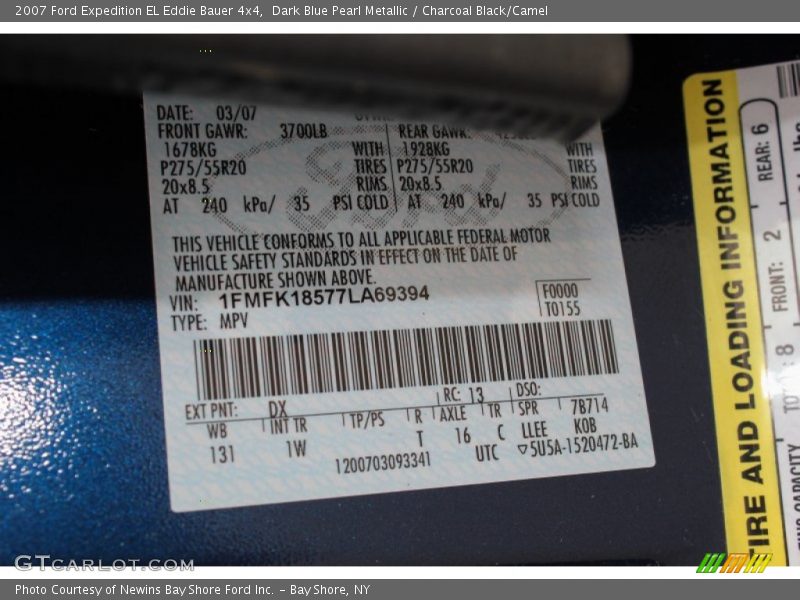 2007 Ford Expedition EL Eddie Bauer 4x4, Dark Blue Pearl Metallic / Charcoal Black/Camel
DATE: 03/07
FRONT GAWR: 3700LB REAR GAWR:
1678KG WITH 1928KG WITH
P275/55R20 TIRES P275/55R20 TIRES
20x8.5 RIMS 20x8.5 RIMS
AT 240 kPa/ 35 PSI COLD AT 240 kPa/ 35 PSI COLD
Ford
THIS VEHICLE CONFORMS TO ALL APPLICABLE FEDERAL MOTOR
VEHICLE SAFETY STANDARDS IN EFFECT ON THE DATE OF
MANUFACTURE SHOWN ABOVE.
VIN: 1FMFK18577LA69394
TYPE: MPV
F0000
T0155
EXT PNT: DX RC: 13 DSO:
WB INT TR TP/PS R AXLE TR SPR 7B714
131 1W T 16 C LLEE KOB
1200703093341 UTC ▽5U5A-1520472-BA
TIRE AND LOADING INFORMATION
REAR: 6
FRONT: 2
8
CAPACITY
GTCarLot.com
Photo Courtesy of Newins Bay Shore Ford Inc. - Bay Shore, NY